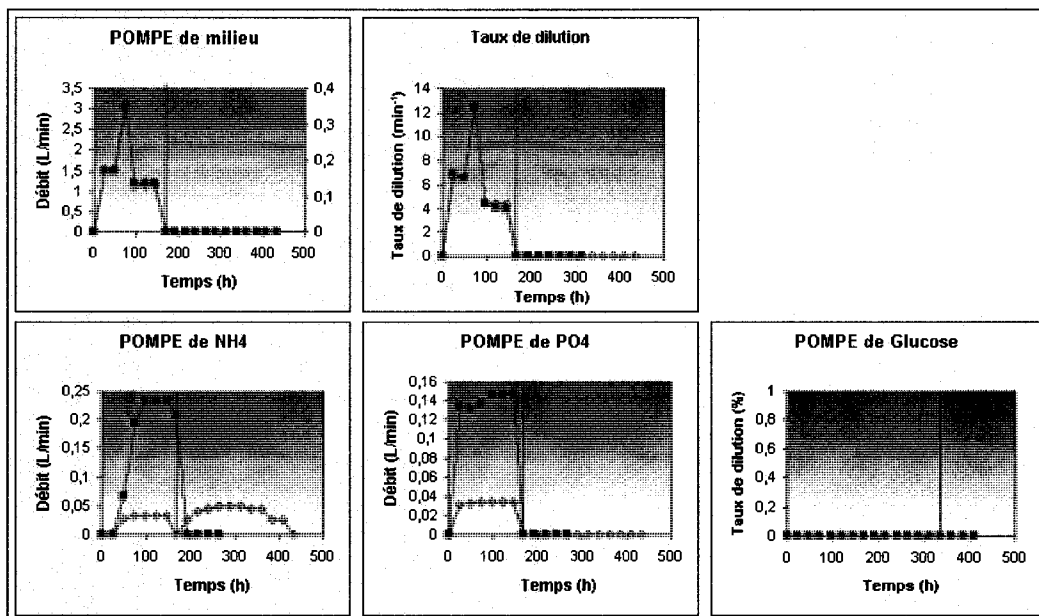 POMPE de milieu
Débit (L/min)
3,5
3
2,5
2
1,5
1
0,5
0
0,4
0,3
0,2
0,1
0
0 100 200 300 400 500
Temps (h)
Taux de dilution
Taux de dilution (min⁻¹)
14
12
10
8
6
4
2
0
0 100 200 300 400 500
Temps (h)
POMPE de NH4
Débit (L/min)
0,25
0,2
0,15
0,1
0,05
0
0 100 200 300 400 500
Temps (h)
POMPE de PO4
Débit (L/min)
0,16
0,14
0,12
0,1
0,08
0,06
0,04
0,02
0
0 100 200 300 400 500
Temps (h)
POMPE de Glucose
Taux de dilution (%)
1
0,8
0,6
0,4
0,2
0
0 100 200 300 400 500
Temps (h)